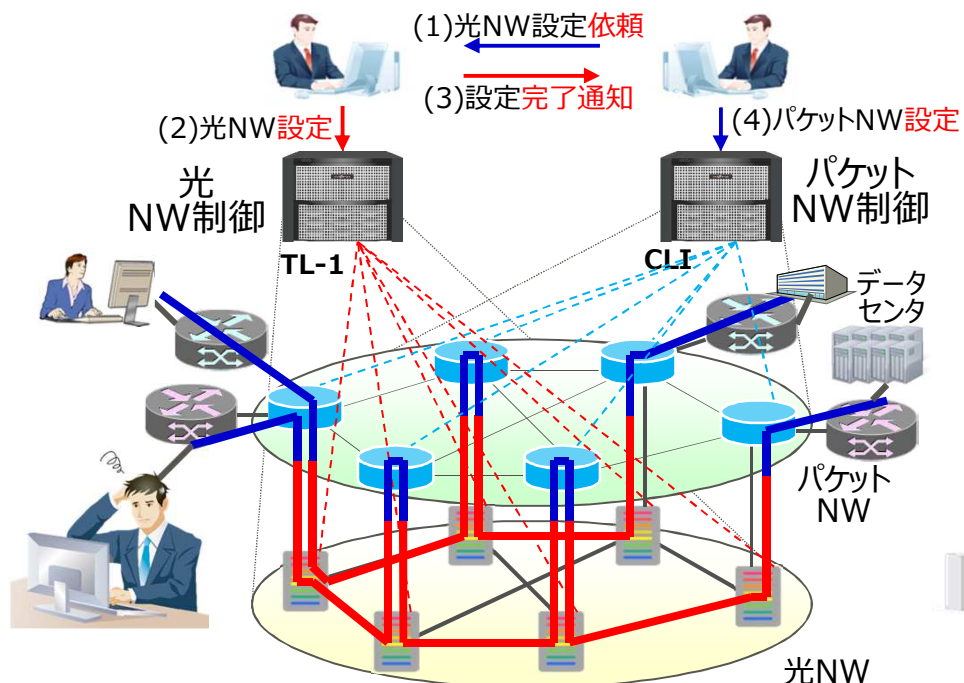 (1)光NW設定依頼
(3)設定完了通知
(2)光NW設定
(4)パケットNW設定
光
NW制御
パケット
NW制御
TL-1
CLI
データ
センタ
パケット
NW
光NW